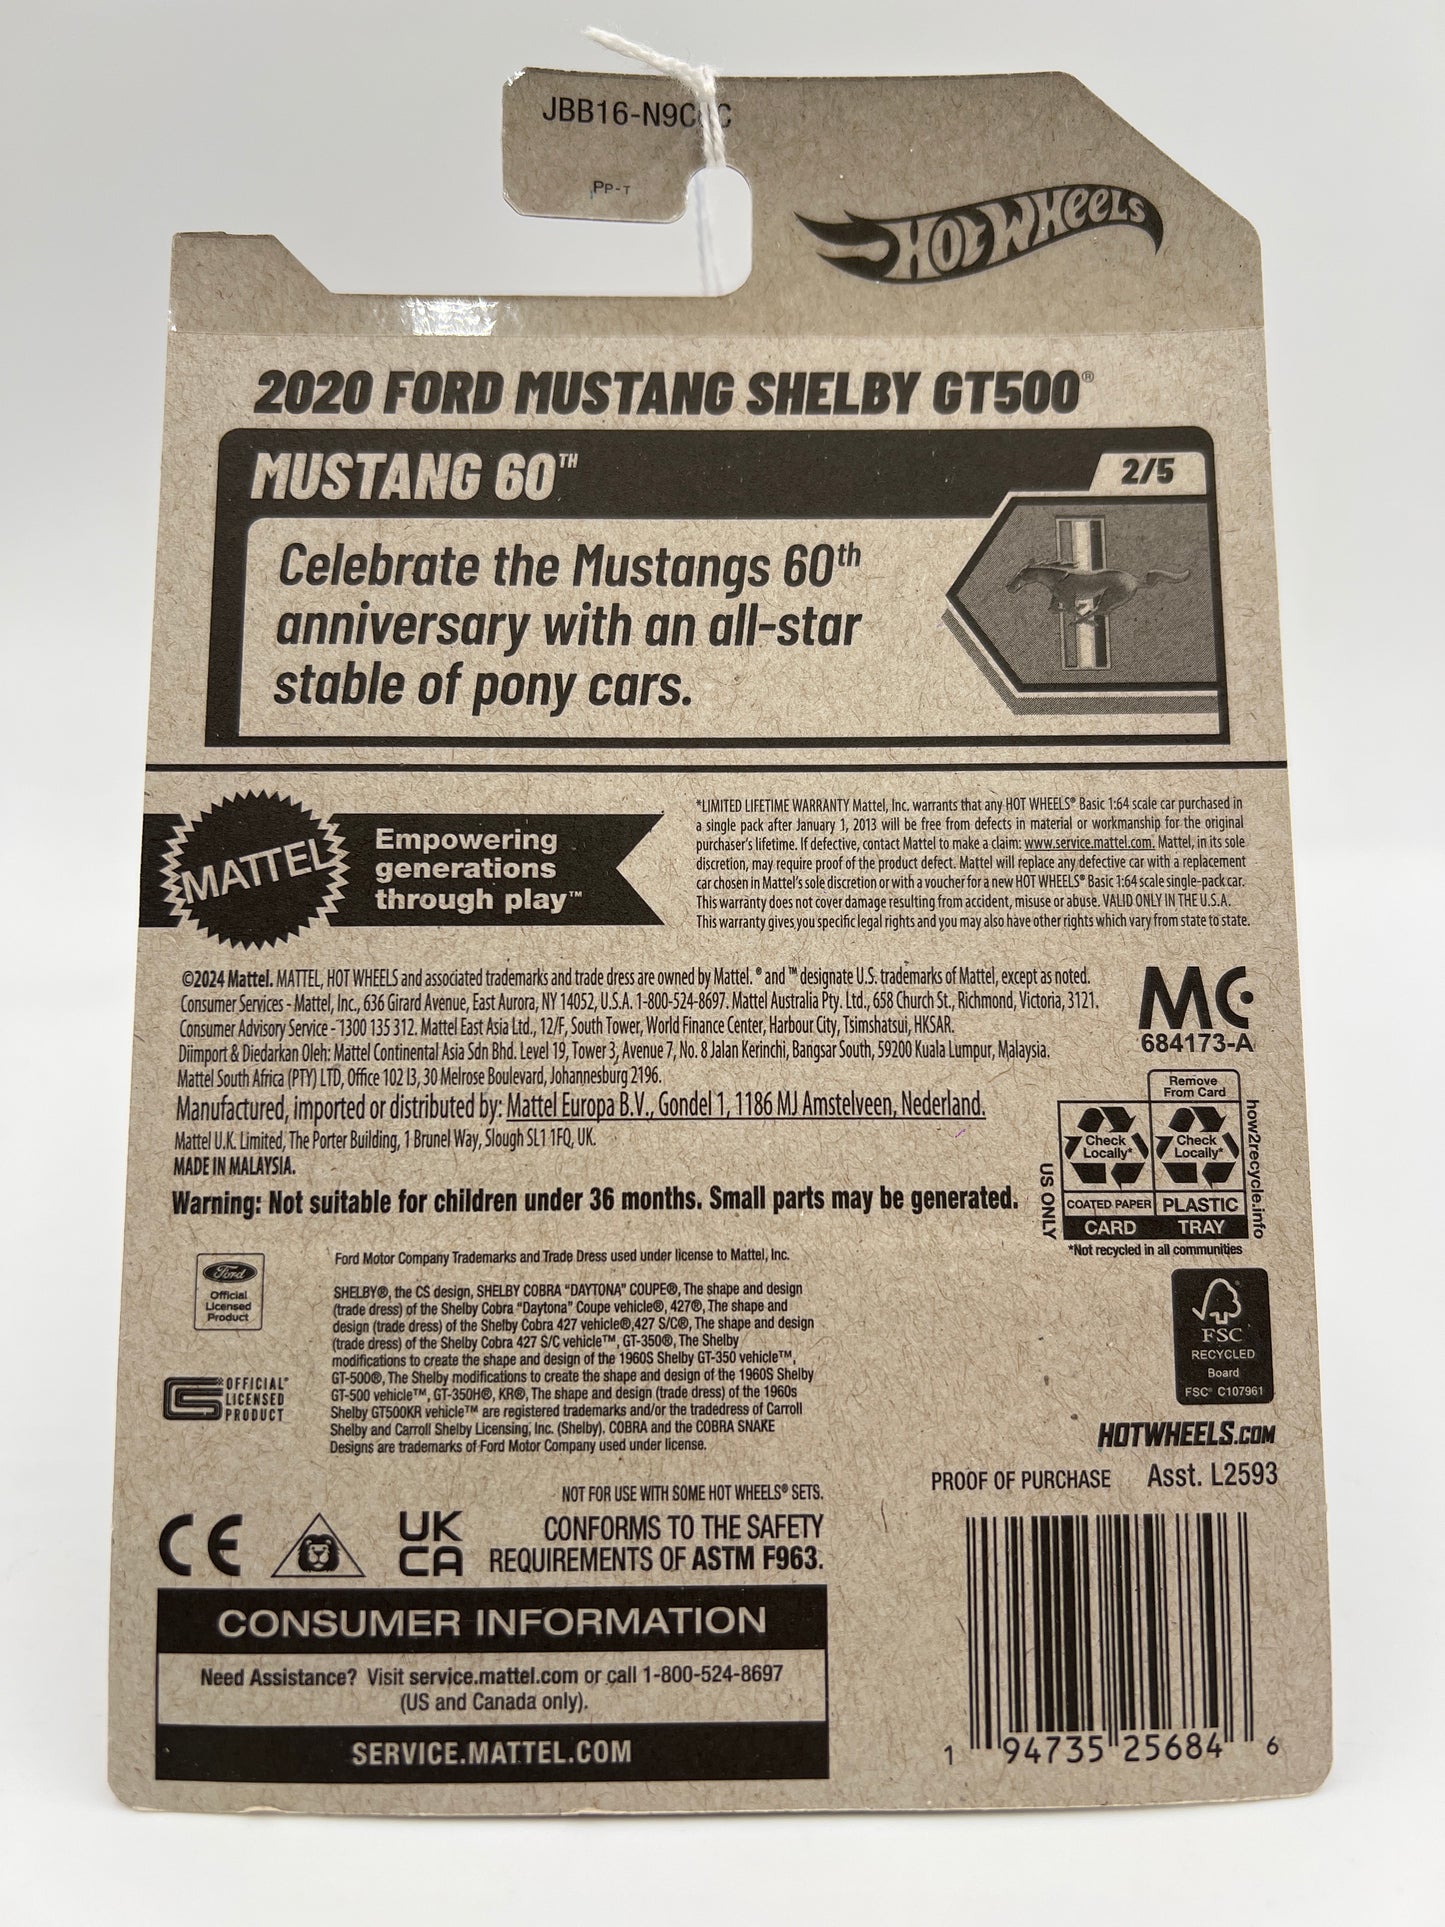 JBB16-N9C
PP-T
HOT WHEELS
2020 FORD MUSTANG SHELBY GT500®
MUSTANG 60TH
2/5
Celebrate the Mustangs 60th
anniversary with an all-star
stable of pony cars.
MATTEL
Empowering
generations
through play™
*LIMITED LIFETIME WARRANTY Mattel, Inc. warrants that any HOT WHEELS® Basic 1:64 scale car purchased in
a single pack after January 1, 2013 will be free from defects in material or workmanship for the original
purchaser's lifetime. If defective, contact Mattel to make a claim: www.service.mattel.com. Mattel, in its sole
discretion, may require proof of the product defect. Mattel will replace any defective car with a replacement
car chosen in Mattel's sole discretion or with a voucher for a new HOT WHEELS® Basic 1:64 scale single-pack car.
This warranty does not cover damage resulting from accident, misuse or abuse. VALID ONLY IN THE U.S.A.
This warranty gives you specific legal rights and you may also have other rights which vary from state to state.
©2024 Mattel. MATTEL, HOT WHEELS and associated trademarks and trade dress are owned by Mattel. ® and ™ designate U.S. trademarks of Mattel, except as noted.
Consumer Services - Mattel, Inc., 636 Girard Avenue, East Aurora, NY 14052, U.S.A. 1-800-524-8697. Mattel Australia Pty. Ltd., 658 Church St., Richmond, Victoria, 3121.
Consumer Advisory Service - 1300 135 312. Mattel East Asia Ltd., 12/F, South Tower, World Finance Center, Harbour City, Tsimshatsui, HKSAR.
Diimport & Diedarkan Oleh: Mattel Continental Asia Sdn Bhd. Level 19, Tower 3, Avenue 7, No. 8 Jalan Kerinchi, Bangsar South, 59200 Kuala Lumpur, Malaysia.
Mattel South Africa (PTY) LTD, Office 102 I3, 30 Melrose Boulevard, Johannesburg 2196.
Manufactured, imported or distributed by: Mattel Europa B.V., Gondel 1, 1186 MJ Amstelveen, Nederland.
Mattel U.K. Limited, The Porter Building, 1 Brunel Way, Slough SL1 1FQ, UK.
MADE IN MALAYSIA.
Warning: Not suitable for children under 36 months. Small parts may be generated.
MC
684173-A
Remove
From Card
Check
Locally*
Check
Locally*
COATED PAPER
PLASTIC
CARD
TRAY
US ONLY
how2recycle.info
*Not recycled in all communities
Ford
Official
Licensed
Product
Ford Motor Company Trademarks and Trade Dress used under license to Mattel, Inc.
SHELBY®, the CS design, SHELBY COBRA "DAYTONA" COUPE®, The shape and design
(trade dress) of the Shelby Cobra "Daytona" Coupe vehicle®, 427®, The shape and
design (trade dress) of the Shelby Cobra 427 vehicle®,427 S/C®, The shape and design
(trade dress) of the Shelby Cobra 427 S/C vehicle™, GT-350®, The Shelby
modifications to create the shape and design of the 1960S Shelby GT-350 vehicle™,
GT-500®, The Shelby modifications to create the shape and design of the 1960S Shelby
GT-500 vehicle™, GT-350H®, KR®, The shape and design (trade dress) of the 1960s
Shelby GT500KR vehicle™ are registered trademarks and/or the tradedress of Carroll
Shelby and Carroll Shelby Licensing, Inc. (Shelby). COBRA and the COBRA SNAKE
Designs are trademarks of Ford Motor Company used under license.
OFFICIAL
LICENSED
PRODUCT
FSC
RECYCLED
Board
FSC® C107961
HOTWHEELS.COM
PROOF OF PURCHASE Asst. L2593
NOT FOR USE WITH SOME HOT WHEELS® SETS.
CE
UK
CA
CONFORMS TO THE SAFETY
REQUIREMENTS OF ASTM F963.
CONSUMER INFORMATION
Need Assistance? Visit service.mattel.com or call 1-800-524-8697
(US and Canada only).
SERVICE.MATTEL.COM
1 94735 25684 6